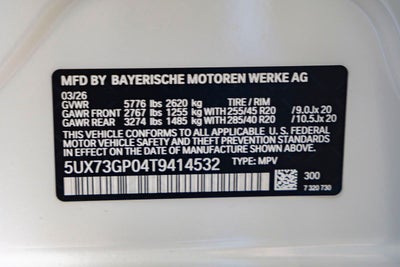 MFD BY BAYERISCHE MOTOREN WERKE AG
03/26
GVWR 5776 lbs 2620 kg TIRE / RIM
GAWR FRONT 2767 lbs 1255 kg 255/45 R20 /9.0Jx 20
GAWR REAR 3274 lbs 1485 kg 285/40 R20 /10.5Jx 20
THIS VEHICLE CONFORMS TO ALL APPLICABLE U. S. FEDERAL
MOTOR VEHICLE SAFETY, BUMPER, AND THEFT PREVENTION
STANDARDS IN EFFECT ON THE DATE OF MANUFACTURE SHOWN ABOVE.
5UX73GP04T9414532 TYPE: MPV
300
7 320 730